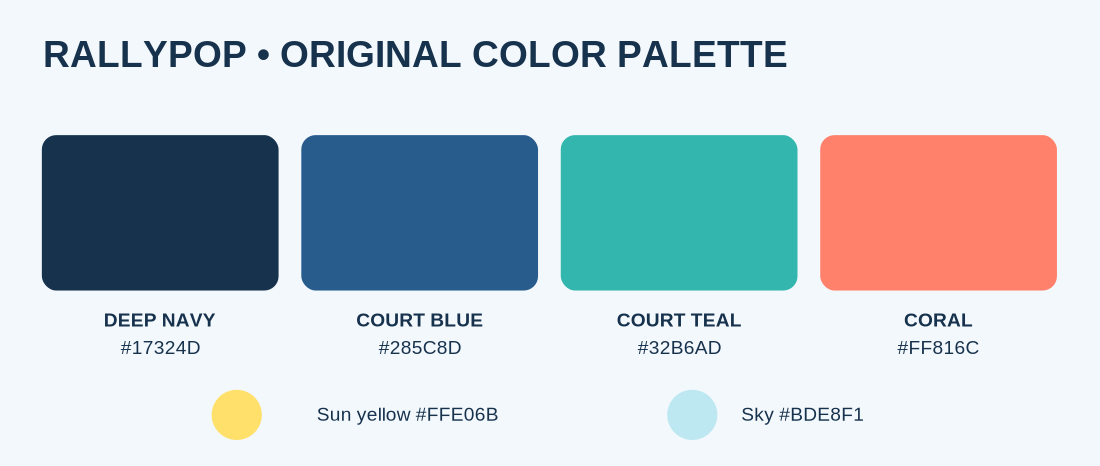 RALLYPOP • ORIGINAL COLOR PALETTE
DEEP NAVY
#17324D
COURT BLUE
#285C8D
COURT TEAL
#32B6AD
CORAL
#FF816C
Sun yellow #FFE06B
Sky #BDE8F1